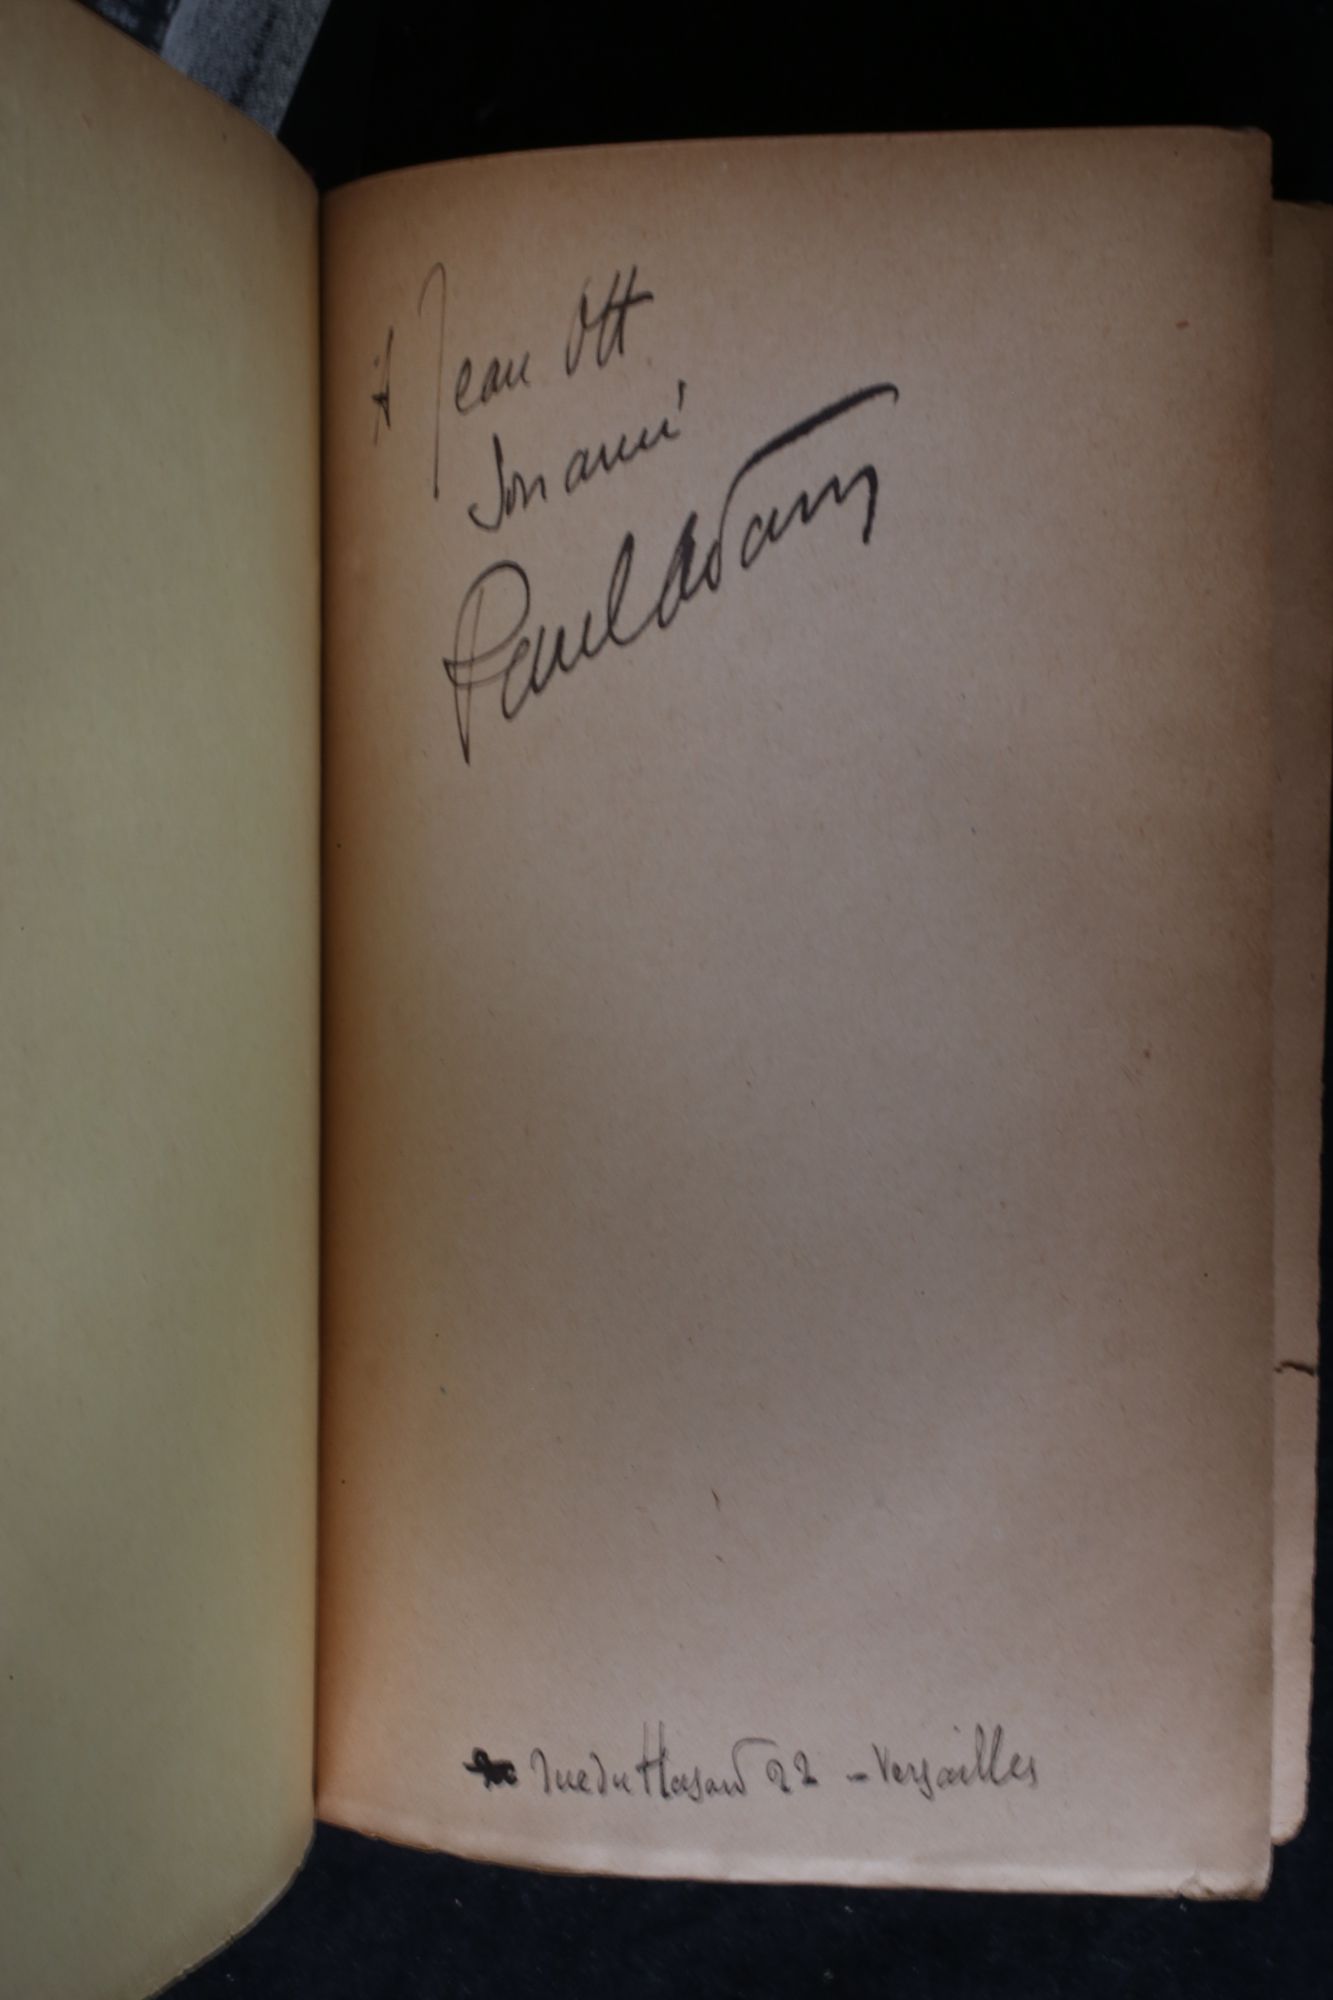 A Jean Ott
son ami
Paul Adam
rue du Hasard 22 - Versailles